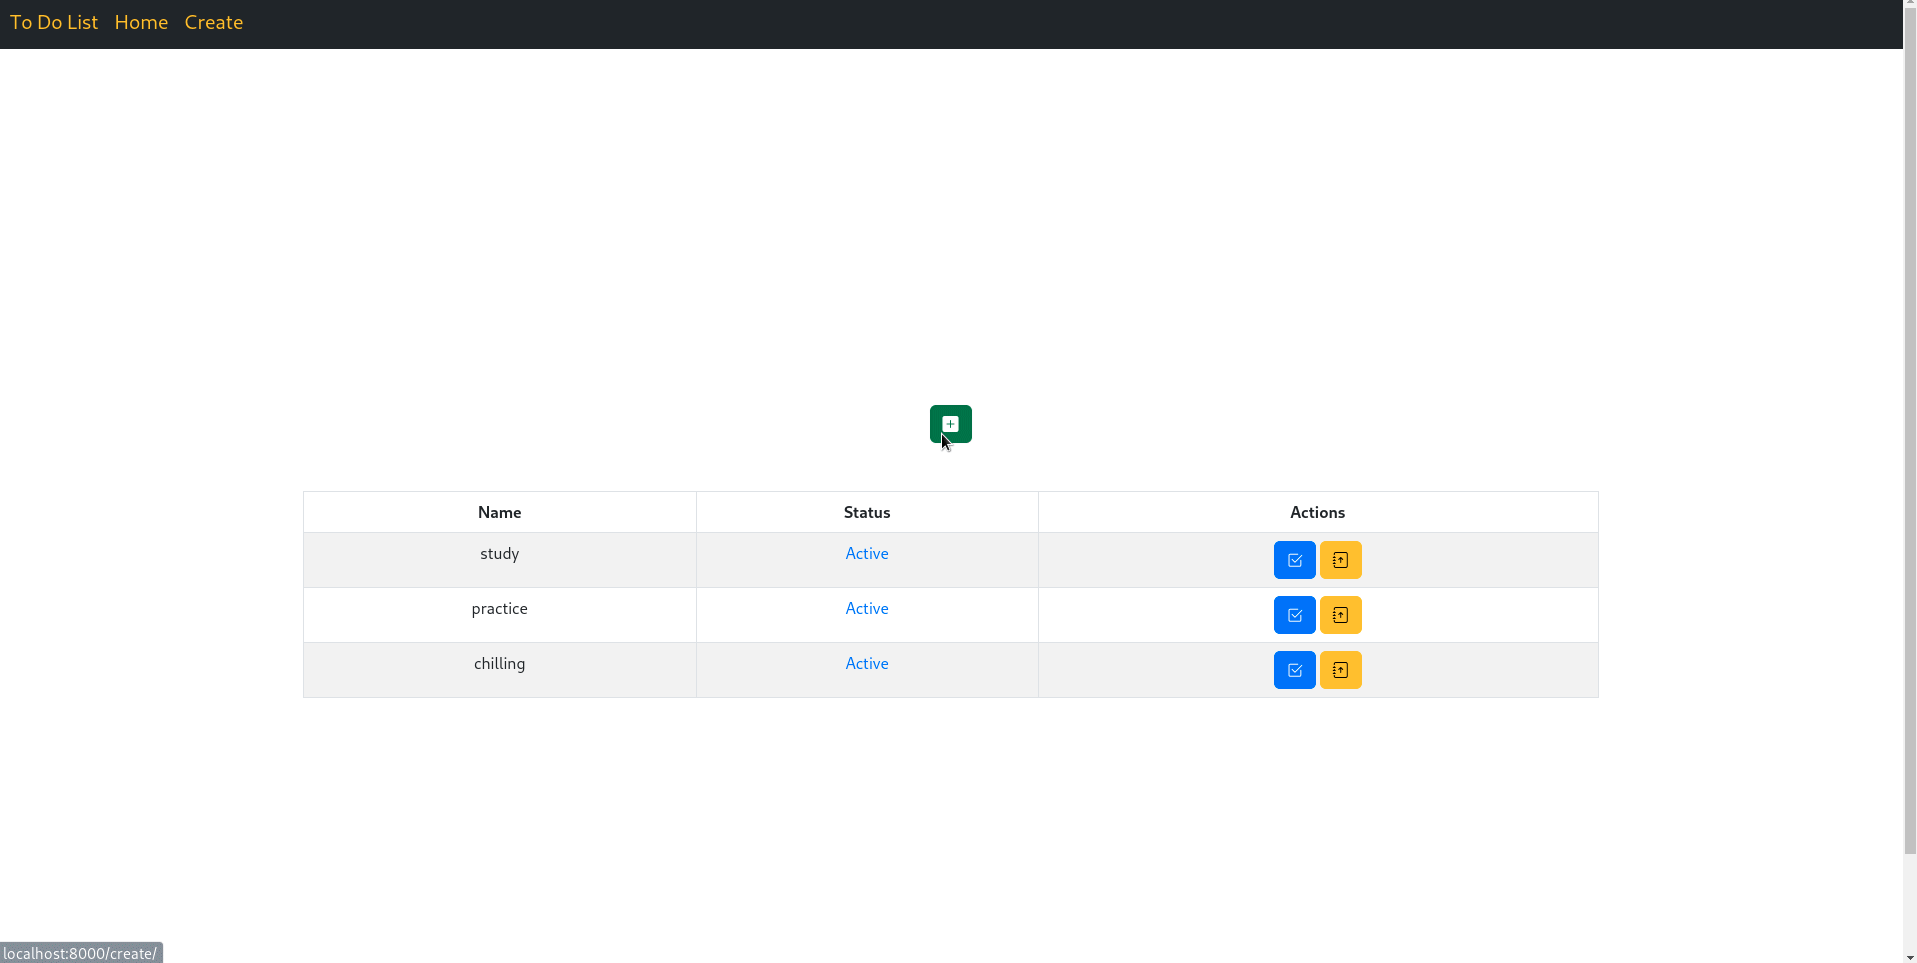 To Do List Home Create
Name Status Actions
study Active
practice Active
chilling Active
localhost:8000/create/